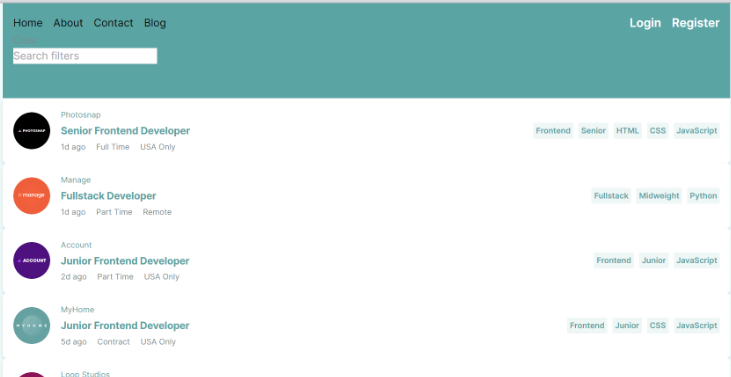 Home About Contact Blog
Login Register
Search filters
PHOTOSNAP
Photosnap
Senior Frontend Developer
1d ago Full Time USA Only
Frontend Senior HTML CSS JavaScript
manage
Manage
Fullstack Developer
1d ago Part Time Remote
Fullstack Midweight Python
ACCOUNT
Account
Junior Frontend Developer
2d ago Part Time USA Only
Frontend Junior JavaScript
MYHOME
MyHome
Junior Frontend Developer
5d ago Contract USA Only
Frontend Junior CSS JavaScript
Loop Studios